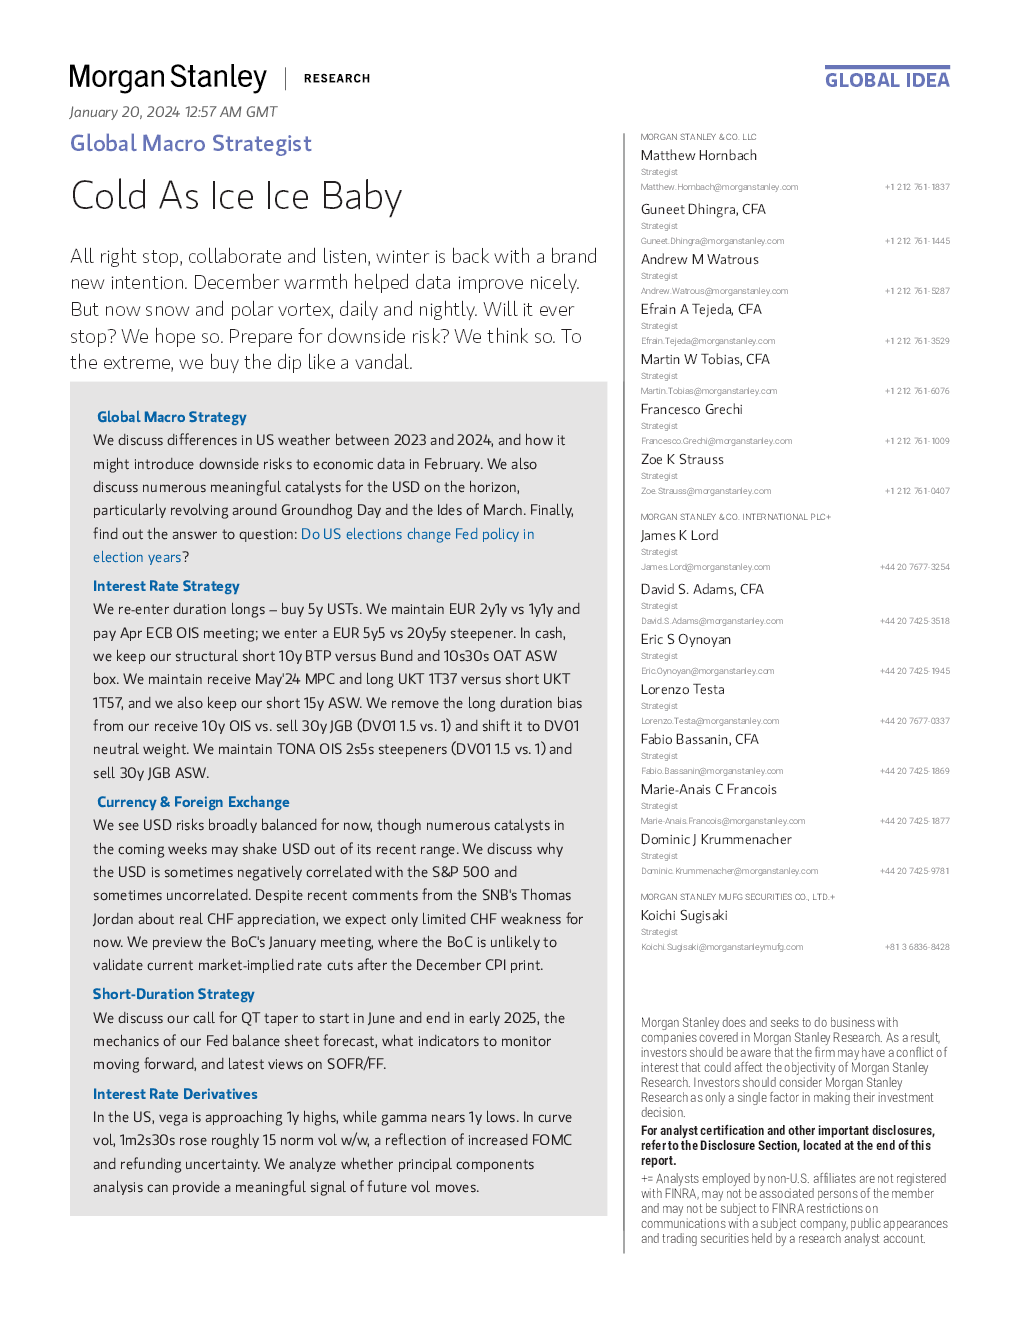 Morgan Stanley | RESEARCH
GLOBAL IDEA
January 20, 2024 12:57 AM GMT
Global Macro Strategist
Cold As Ice Ice Baby
All right stop, collaborate and listen, winter is back with a brand
new intention. December warmth helped data improve nicely.
But now snow and polar vortex, daily and nightly. Will it ever
stop? We hope so. Prepare for downside risk? We think so. To
the extreme, we buy the dip like a vandal.
Global Macro Strategy
We discuss differences in US weather between 2023 and 2024, and how it
might introduce downside risks to economic data in February. We also
discuss numerous meaningful catalysts for the USD on the horizon,
particularly revolving around Groundhog Day and the Ides of March. Finally,
find out the answer to question: Do US elections change Fed policy in
election years?
Interest Rate Strategy
We re-enter duration longs – buy 5y USTs. We maintain EUR 2y1y vs 1y1y and
pay Apr ECB OIS meeting; we enter a EUR 5y5 vs 20y5y steepener. In cash,
we keep our structural short 10y BTP versus Bund and 10s30s OAT ASW
box. We maintain receive May'24 MPC and long UKT 1T37 versus short UKT
1T57, and we also keep our short 15y ASW. We remove the long duration bias
from our receive 10y OIS vs. sell 30y JGB (DV01 1.5 vs. 1) and shift it to DV01
neutral weight. We maintain TONA OIS 2s5s steepeners (DV01 1.5 vs. 1) and
sell 30y JGB ASW.
Currency & Foreign Exchange
We see USD risks broadly balanced for now, though numerous catalysts in
the coming weeks may shake USD out of its recent range. We discuss why
the USD is sometimes negatively correlated with the S&P 500 and
sometimes uncorrelated. Despite recent comments from the SNB's Thomas
Jordan about real CHF appreciation, we expect only limited CHF weakness for
now. We preview the BoC's January meeting, where the BoC is unlikely to
validate current market-implied rate cuts after the December CPI print.
Short-Duration Strategy
We discuss our call for QT taper to start in June and end in early 2025, the
mechanics of our Fed balance sheet forecast, what indicators to monitor
moving forward, and latest views on SOFR/FF.
Interest Rate Derivatives
In the US, vega is approaching 1y highs, while gamma nears 1y lows. In curve
vol, 1m2s30s rose roughly 15 norm vol w/w, a reflection of increased FOMC
and refunding uncertainty. We analyze whether principal components
analysis can provide a meaningful signal of future vol moves.
MORGAN STANLEY & CO. LLC
Matthew Hornbach
Strategist
Matthew.Hornbach@morganstanley.com +1 212 761-1837
Guneet Dhingra, CFA
Strategist
Guneet.Dhingra@morganstanley.com +1 212 761-1445
Andrew M Watrous
Strategist
Andrew.Watrous@morganstanley.com +1 212 761-5287
Efrain A Tejeda, CFA
Strategist
Efrain.Tejeda@morganstanley.com +1 212 761-3529
Martin W Tobias, CFA
Strategist
Martin.Tobias@morganstanley.com +1 212 761-6076
Francesco Grechi
Strategist
Francesco.Grechi@morganstanley.com +1 212 761-1009
Zoe K Strauss
Strategist
Zoe.Strauss@morganstanley.com +1 212 761-0407
MORGAN STANLEY & CO. INTERNATIONAL PLC+
James K Lord
Strategist
James.Lord@morganstanley.com +44 20 7677-3254
David S. Adams, CFA
Strategist
David.S.Adams@morganstanley.com +44 20 7425-3518
Eric S Oynoyan
Strategist
Eric.Oynoyan@morganstanley.com +44 20 7425-1945
Lorenzo Testa
Strategist
Lorenzo.Testa@morganstanley.com +44 20 7677-0337
Fabio Bassanin, CFA
Strategist
Fabio.Bassanin@morganstanley.com +44 20 7425-1869
Marie-Anais C Francois
Strategist
Marie-Anais.Francois@morganstanley.com +44 20 7425-1877
Dominic J Krummenacher
Strategist
Dominic.Krummenacher@morganstanley.com +44 20 7425-9781
MORGAN STANLEY MUFG SECURITIES CO., LTD.+
Koichi Sugisaki
Strategist
Koichi.Sugisaki@morganstanleymufg.com +81 3 6836-8428
Morgan Stanley does and seeks to do business with
companies covered in Morgan Stanley Research. As a result,
investors should be aware that the firm may have a conflict of
interest that could affect the objectivity of Morgan Stanley
Research. Investors should consider Morgan Stanley
Research as only a single factor in making their investment
decision.
For analyst certification and other important disclosures,
refer to the Disclosure Section, located at the end of this
report.
+= Analysts employed by non-U.S. affiliates are not registered
with FINRA, may not be associated persons of the member
and may not be subject to FINRA restrictions on
communications with a subject company, public appearances
and trading securities held by a research analyst account.